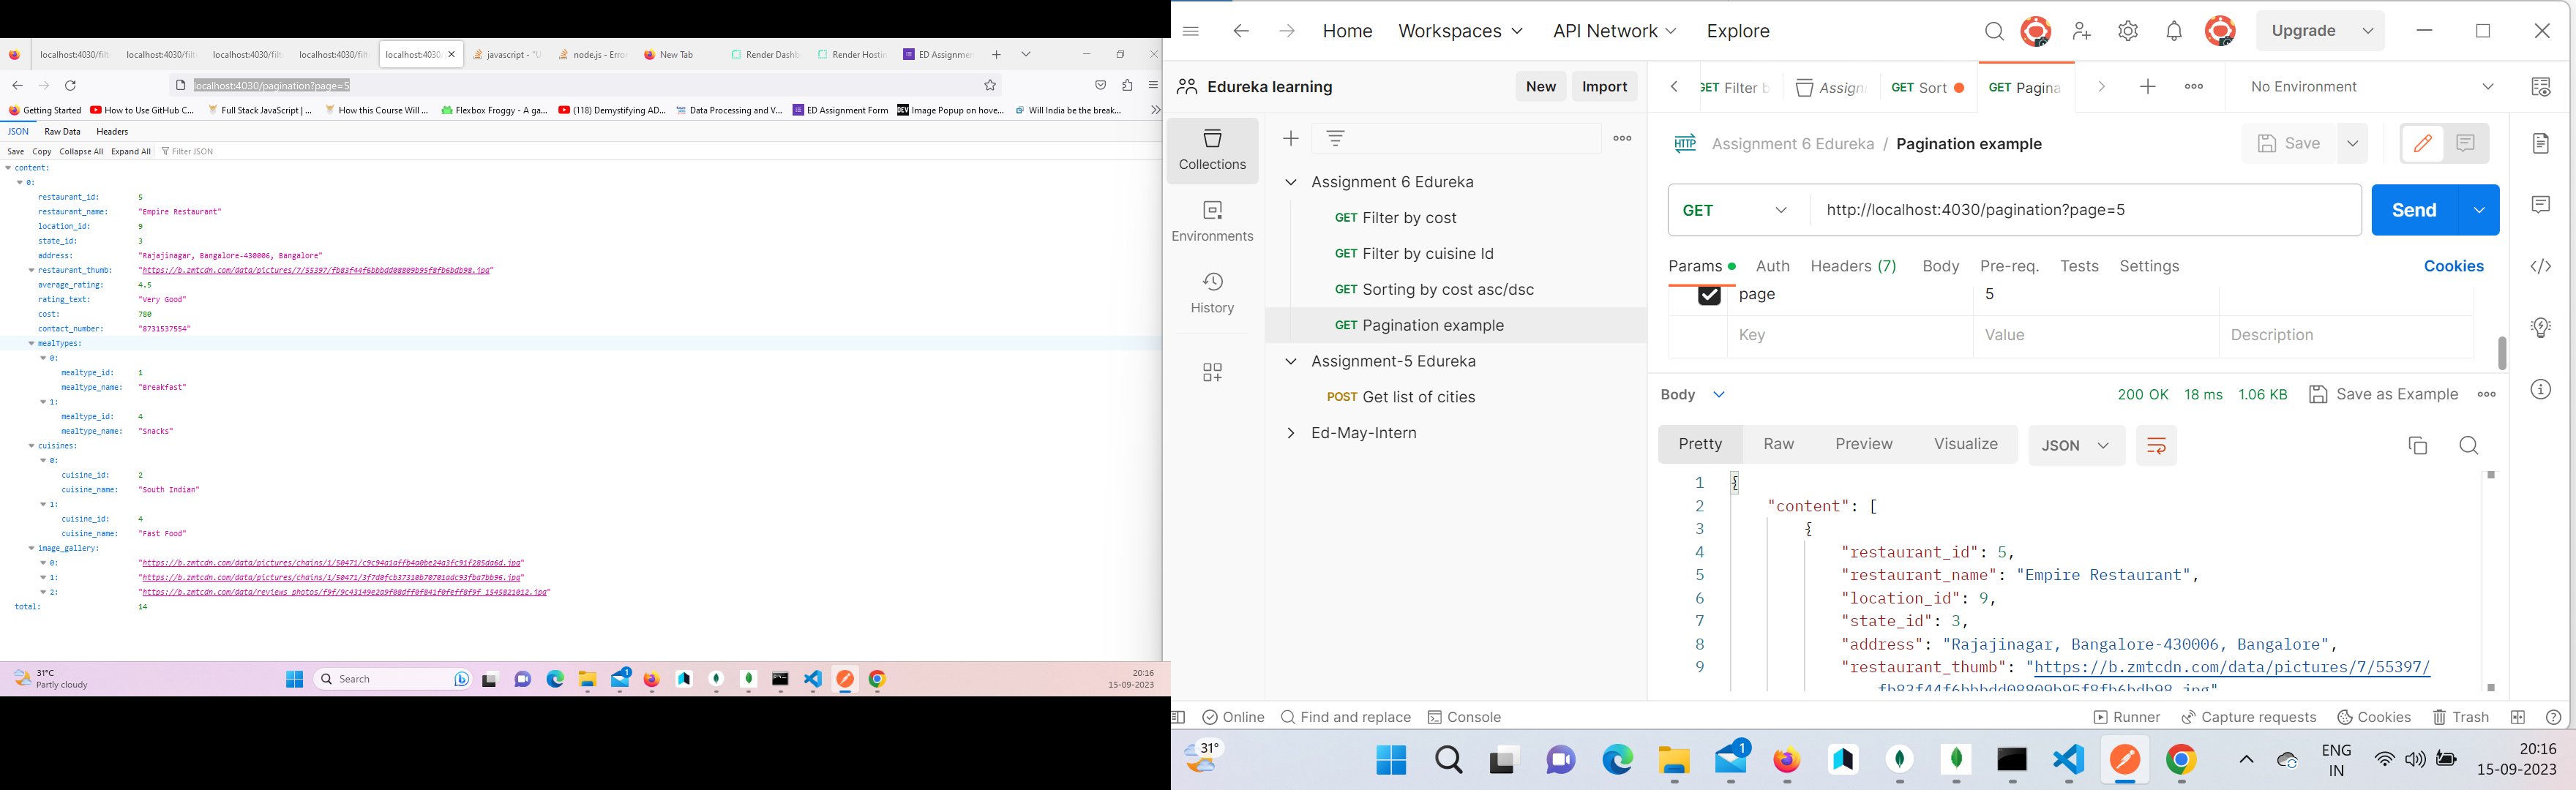 localhost:4030/filt
localhost:4030/filt
localhost:4030/filt
localhost:4030/filt
localhost:4030/
javascript - "U
node.js - Erro
New Tab
Render Dashb
Render Hostin
ED Assignmen
localhost:4030/pagination?page=5
Getting Started
How to Use GitHub C...
Full Stack JavaScript | ...
How this Course Will ...
Flexbox Froggy - A ga...
(118) Demystifying AD...
Data Processing and V...
ED Assignment Form
Image Popup on hove...
Will India be the break...
JSON Raw Data Headers
Save Copy Collapse All Expand All Filter JSON
content:
0:
restaurant_id: 5
restaurant_name: "Empire Restaurant"
location_id: 9
state_id: 3
address: "Rajajinagar, Bangalore-430006, Bangalore"
restaurant_thumb: "https://b.zmtcdn.com/data/pictures/7/55397/fb83f44f6bbbdd08809b95f8fb6bdb98.jpg"
average_rating: 4.5
rating_text: "Very Good"
cost: 780
contact_number: "8731537554"
mealTypes:
0:
mealtype_id: 1
mealtype_name: "Breakfast"
1:
mealtype_id: 4
mealtype_name: "Snacks"
cuisines:
0:
cuisine_id: 2
cuisine_name: "South Indian"
1:
cuisine_id: 4
cuisine_name: "Fast Food"
image_gallery:
0: "https://b.zmtcdn.com/data/pictures/chains/1/50471/c9c94a1affb4a0be24a3fc91f285da6d.jpg"
1: "https://b.zmtcdn.com/data/pictures/chains/1/50471/3f7d0fcb37310b70701adc93fba7bb96.jpg"
2: "https://b.zmtcdn.com/data/reviews_photos/f9f/9c43149e2a9f08dff0f841f0feff8f9f_1545821012.jpg"
total: 14
31°C
Partly cloudy
Search
1
20:16
15-09-2023
Home Workspaces API Network Explore
Upgrade
Edureka learning
New Import
GET Filter b
Assignr
GET Sort
GET Pagina
No Environment
Collections
Environments
History
Assignment 6 Edureka
GET Filter by cost
GET Filter by cuisine Id
GET Sorting by cost asc/dsc
GET Pagination example
Assignment-5 Edureka
POST Get list of cities
Ed-May-Intern
HTTP Assignment 6 Edureka / Pagination example
Save
GET http://localhost:4030/pagination?page=5
Send
Params Auth Headers (7) Body Pre-req. Tests Settings Cookies
page 5
Key Value Description
Body 200 OK 18 ms 1.06 KB Save as Example
Pretty Raw Preview Visualize JSON
1 {
2 "content": [
3 {
4 "restaurant_id": 5,
5 "restaurant_name": "Empire Restaurant",
6 "location_id": 9,
7 "state_id": 3,
8 "address": "Rajajinagar, Bangalore-430006, Bangalore",
9 "restaurant_thumb": "https://b.zmtcdn.com/data/pictures/7/55397/
fb83f44f6bbbdd08809b95f8fb6bdb98.jpg"
Online Find and replace Console
Runner Capture requests Cookies Trash
31°
1
ENG
IN
20:16
15-09-2023